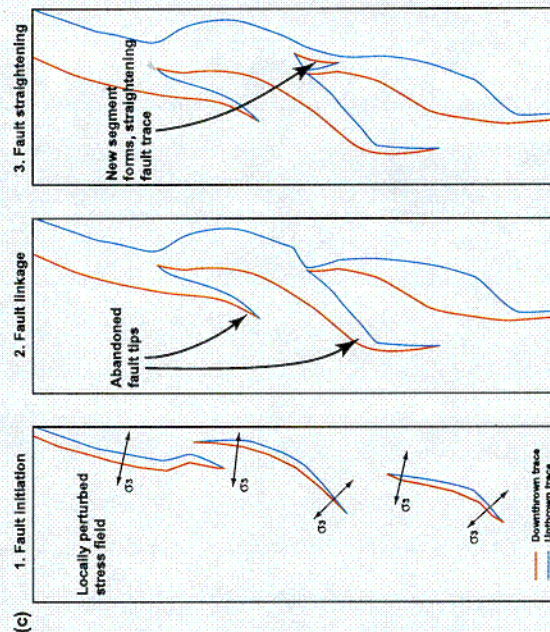 (c)
1. Fault initiation
Locally perturbed
stress field
σ3
σ3
σ3
σ3
σ3
Downthrown trace
Upthrown trace
2. Fault linkage
Abandoned
fault tips
3. Fault straightening
New segment
forms, straightening
fault trace